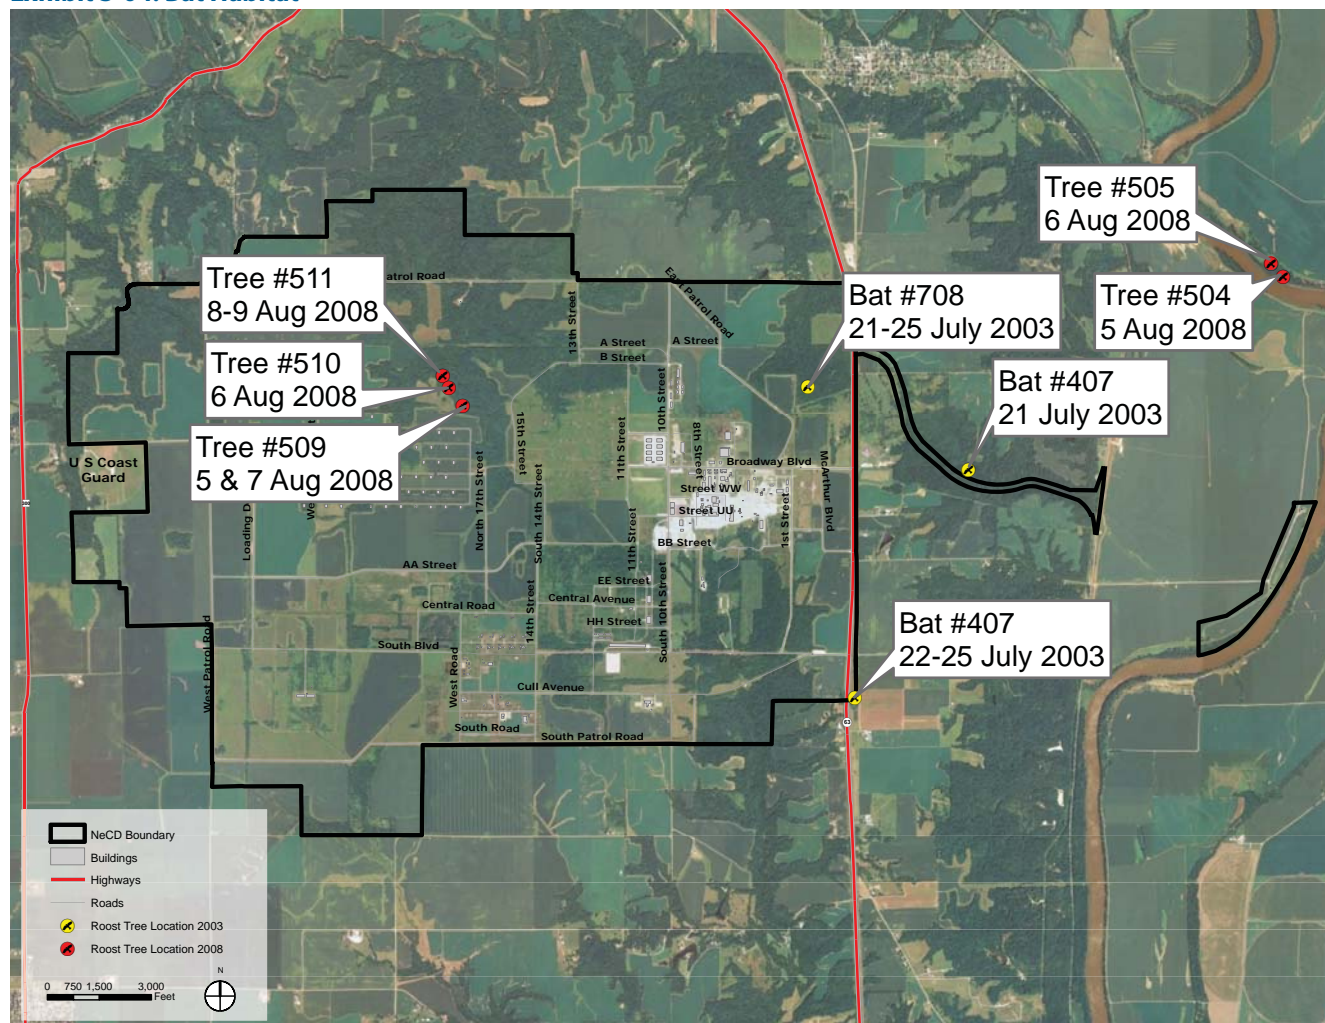 Tree #505
6 Aug 2008
Tree #504
5 Aug 2008
Tree #511
8-9 Aug 2008
atrol Road
East Patrol Road
Bat #708
21-25 July 2003
13th Street
A Street
A Street
B Street
Tree #510
6 Aug 2008
Bat #407
21 July 2003
10th Street
15th Street
11th Street
8th Street
Tree #509
5 & 7 Aug 2008
U S Coast
Guard
Broadway Blvd
McArthur Blvd
Street WW
Street UU
1st Street
Loading D
We
North 17th Street
South 14th Street
11th Street
BB Street
AA Street
EE Street
Central Avenue
Central Road
HH Street
14th Street
South 10th Street
Bat #407
22-25 July 2003
South Blvd
West Patrol Road
West Road
Cull Avenue
South Road
South Patrol Road
63
NeCD Boundary
Buildings
Highways
Roads
Roost Tree Location 2003
Roost Tree Location 2008
N
0 750 1,500 3,000
Feet